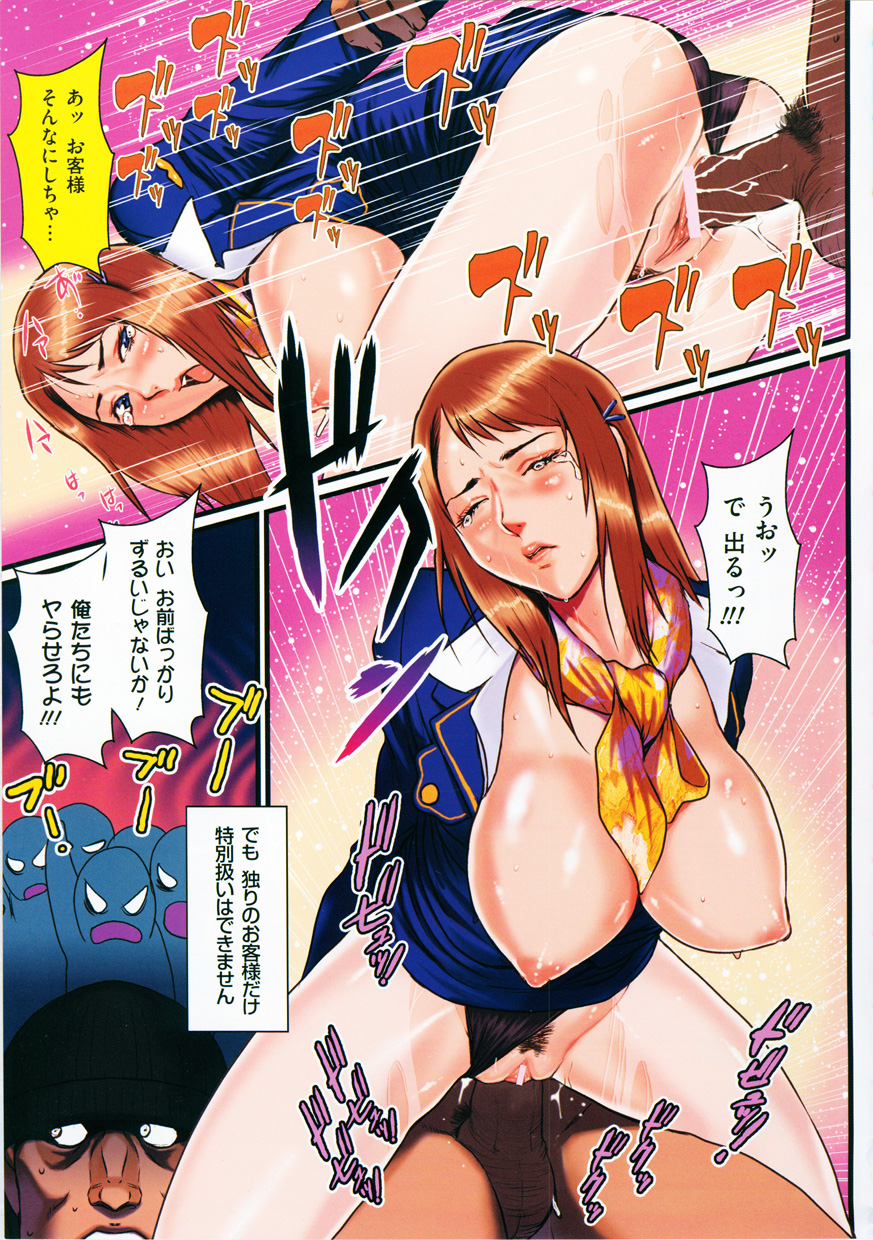 あッ お客様
そんなにしちゃ…
ズッ
ズッ
ズッ
ズッ
ズッ
ズッ
ズッ
ズッ
ズッ
ズッ
あ゛
ハァ
ハァ
はっ
はっ
ドクン
うおッ
で 出るっ!!!
おい お前ばっかり
ずるいじゃないか!
俺たちにも
ヤらせろよ!!!
ブー
ブー
ブー
でも 独りのお客様だけ
特別扱いはできません